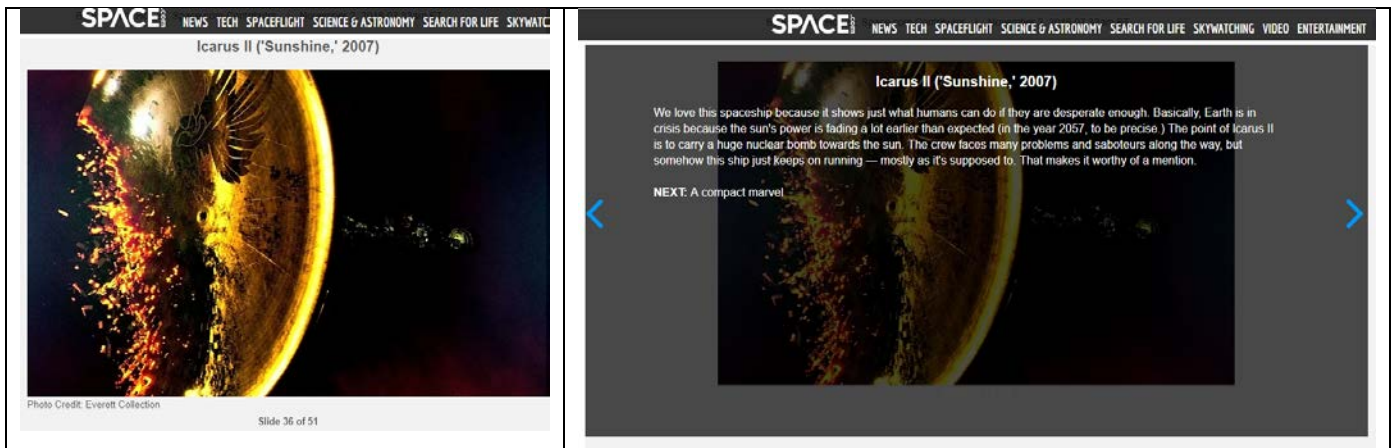 SPACE
NEWS TECH SPACEFLIGHT SCIENCE & ASTRONOMY SEARCH FOR LIFE SKYWATC
Icarus II ('Sunshine,' 2007)
Photo Credit: Everett Collection
Slide 36 of 51
SPACE
NEWS TECH SPACEFLIGHT SCIENCE & ASTRONOMY SEARCH FOR LIFE SKYWATCHING VIDEO ENTERTAINMENT
Icarus II ('Sunshine,' 2007)
We love this spaceship because it shows just what humans can do if they are desperate enough. Basically, Earth is in
crisis because the sun's power is fading a lot earlier than expected (in the year 2057, to be precise.) The point of Icarus II
is to carry a huge nuclear bomb towards the sun. The crew faces many problems and saboteurs along the way, but
somehow this ship just keeps on running — mostly as it's supposed to. That makes it worthy of a mention.
NEXT: A compact marvel